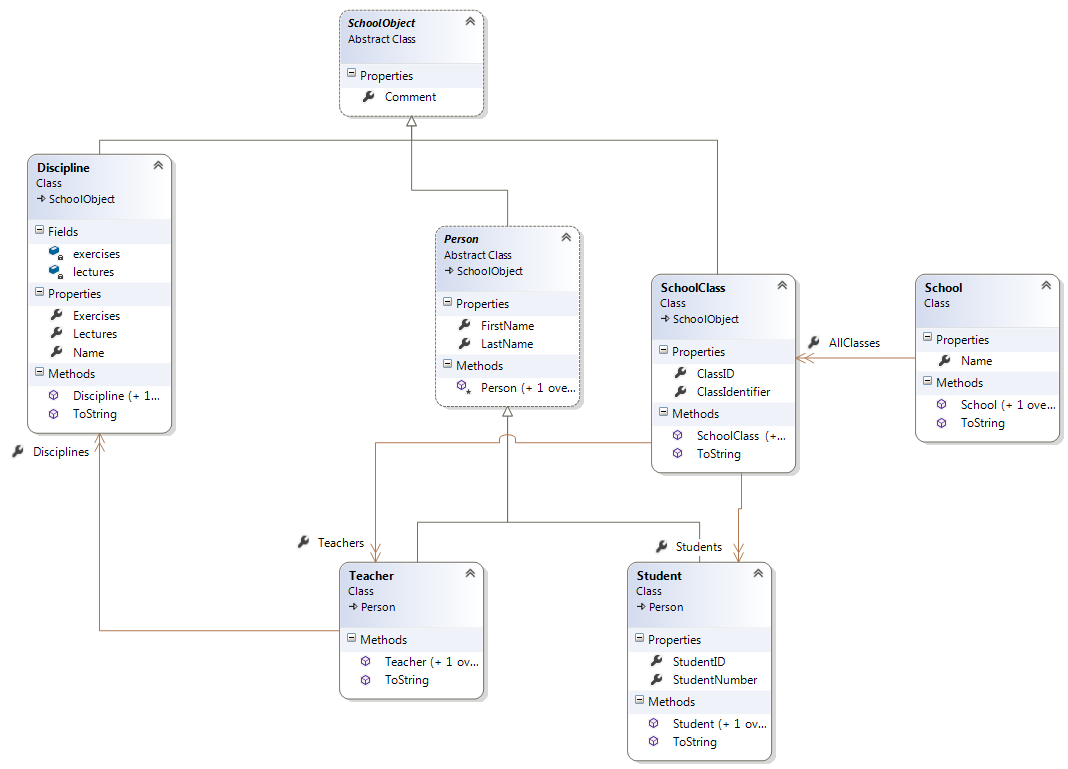 SchoolObject
Abstract Class
Properties
Comment
Discipline
Class
SchoolObject
Fields
exercises
lectures
Properties
Exercises
Lectures
Name
Methods
Discipline (+ 1...
ToString
Disciplines
Person
Abstract Class
SchoolObject
Properties
FirstName
LastName
Methods
Person (+ 1 ove...
SchoolClass
Class
SchoolObject
Properties
ClassID
ClassIdentifier
Methods
SchoolClass (+...
ToString
AllClasses
School
Class
Properties
Name
Methods
School (+ 1 ove...
ToString
Teachers
Teacher
Class
Person
Methods
Teacher (+ 1 ov...
ToString
Students
Student
Class
Person
Properties
StudentID
StudentNumber
Methods
Student (+ 1 ov...
ToString